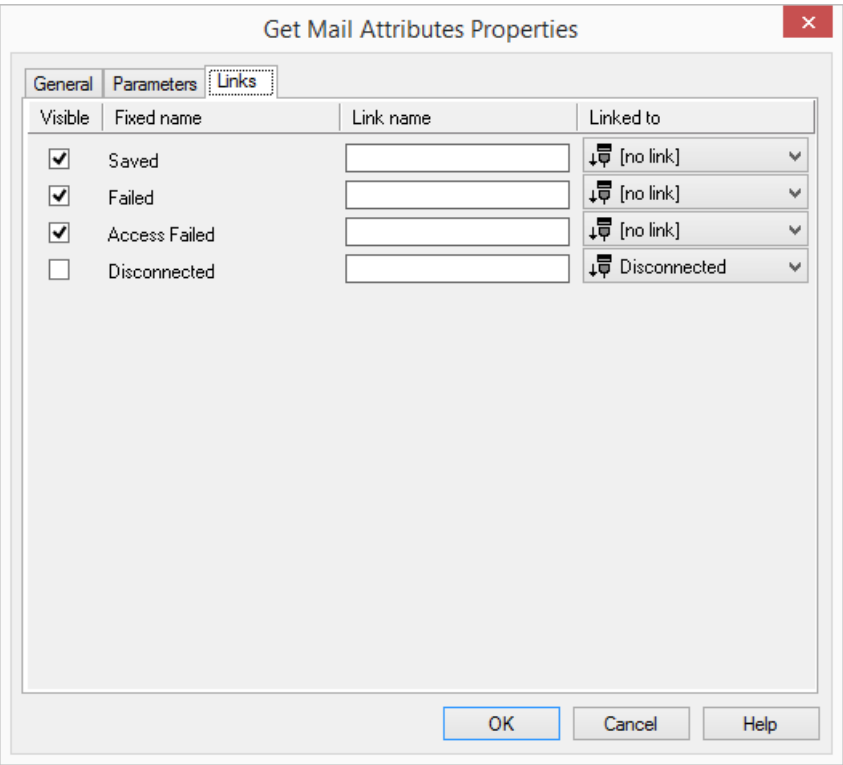 Get Mail Attributes Properties
General Parameters Links
Visible Fixed name Link name Linked to
Saved [no link]
Failed [no link]
Access Failed [no link]
Disconnected Disconnected
OK Cancel Help